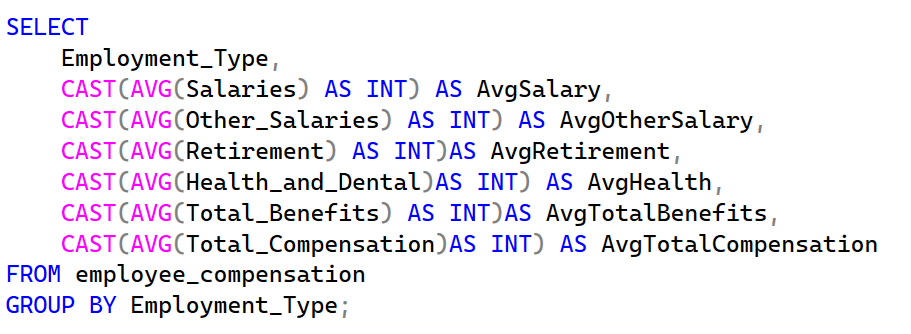 SELECT
    Employment_Type,
    CAST(AVG(Salaries) AS INT) AS AvgSalary,
    CAST(AVG(Other_Salaries) AS INT) AS AvgOtherSalary,
    CAST(AVG(Retirement) AS INT)AS AvgRetirement,
    CAST(AVG(Health_and_Dental)AS INT) AS AvgHealth,
    CAST(AVG(Total_Benefits) AS INT)AS AvgTotalBenefits,
    CAST(AVG(Total_Compensation)AS INT) AS AvgTotalCompensation
FROM employee_compensation
GROUP BY Employment_Type;